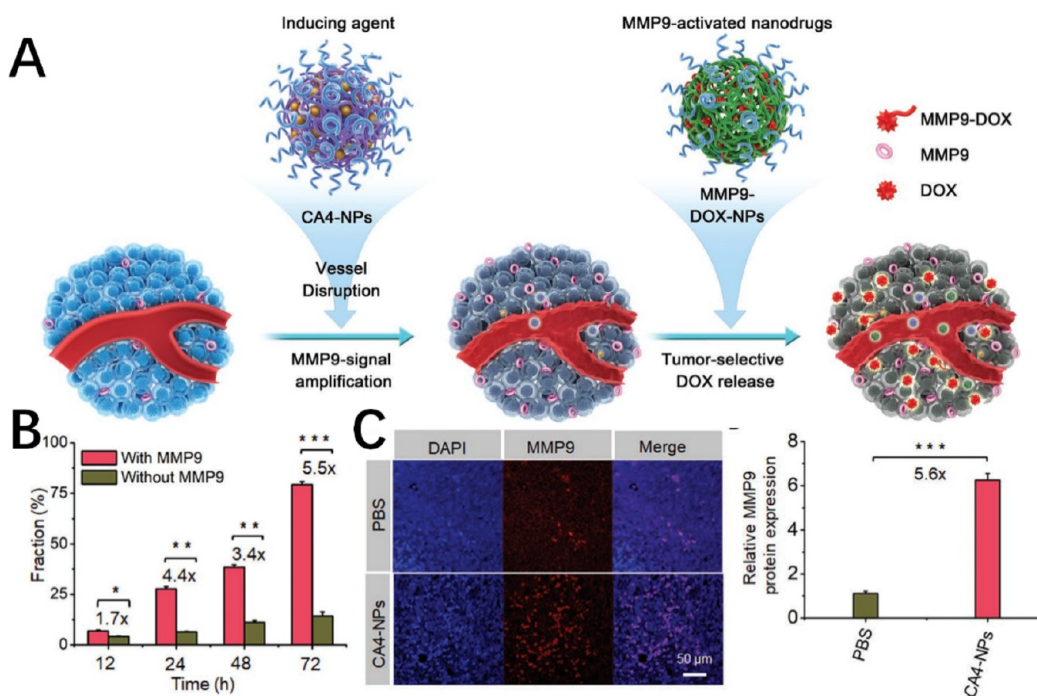 A
Inducing agent
MMP9-activated nanodrugs
CA4-NPs
MMP9-
DOX-NPs
MMP9-DOX
MMP9
DOX
Vessel
Disruption
MMP9-signal
amplification
Tumor-selective
DOX release
B
With MMP9
Without MMP9
Fraction (%)
100
75
50
25
0
*
1.7x
* *
4.4x
* *
3.4x
* * *
5.5x
12 24 48 72
Time (h)
C
DAPI MMP9 Merge
PBS
CA4-NPs
50 μm
Relative MMP9
protein expression
8
6
4
2
0
* * *
5.6x
PBS
CA4-NPs